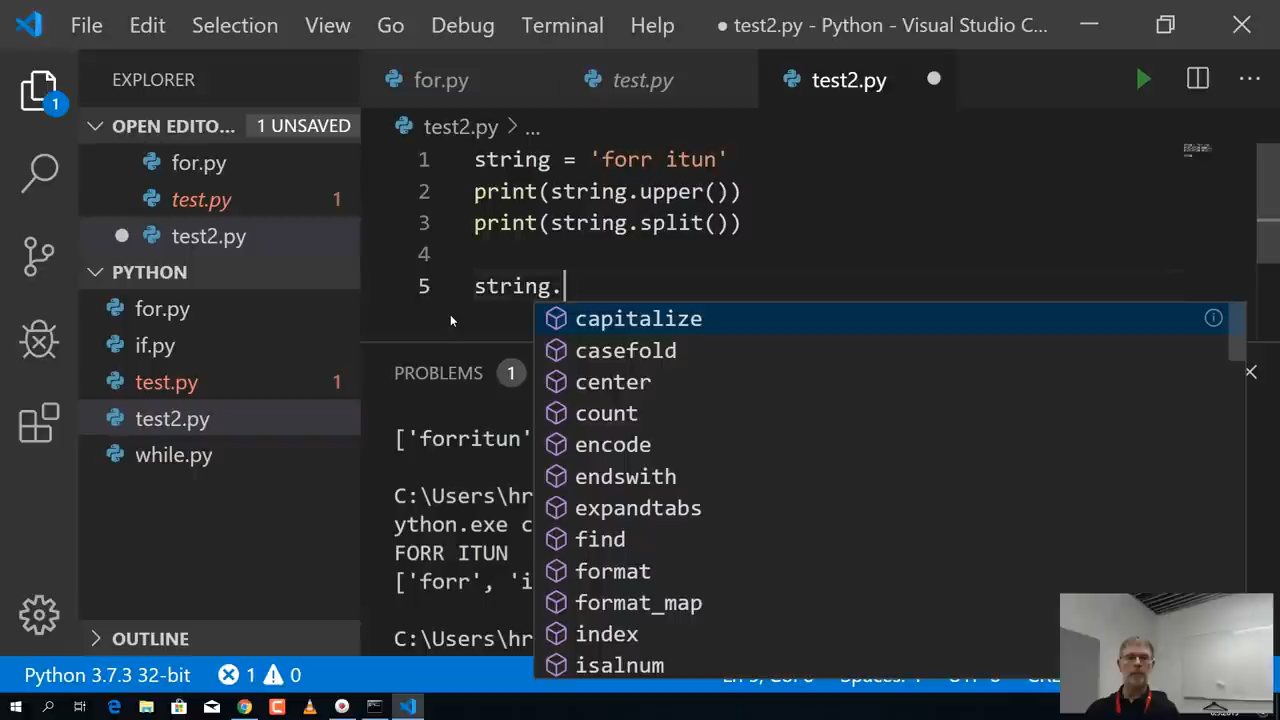 File Edit Selection View Go Debug Terminal Help ● test2.py - Python - Visual Studio C...
EXPLORER
OPEN EDITO... 1 UNSAVED
for.py
test.py 1
test2.py
PYTHON
for.py
if.py
test.py 1
test2.py
while.py
OUTLINE
for.py test.py test2.py
test2.py > ...
1 string = 'forr itun'
2 print(string.upper())
3 print(string.split())
4
5 string.
capitalize
casefold
center
count
encode
endswith
expandtabs
find
format
format_map
index
isalnum
PROBLEMS 1
['forritun'
C:\Users\hr
ython.exe c
FORR ITUN
['forr', 'i
C:\Users\hr
Python 3.7.3 32-bit 1 0
1